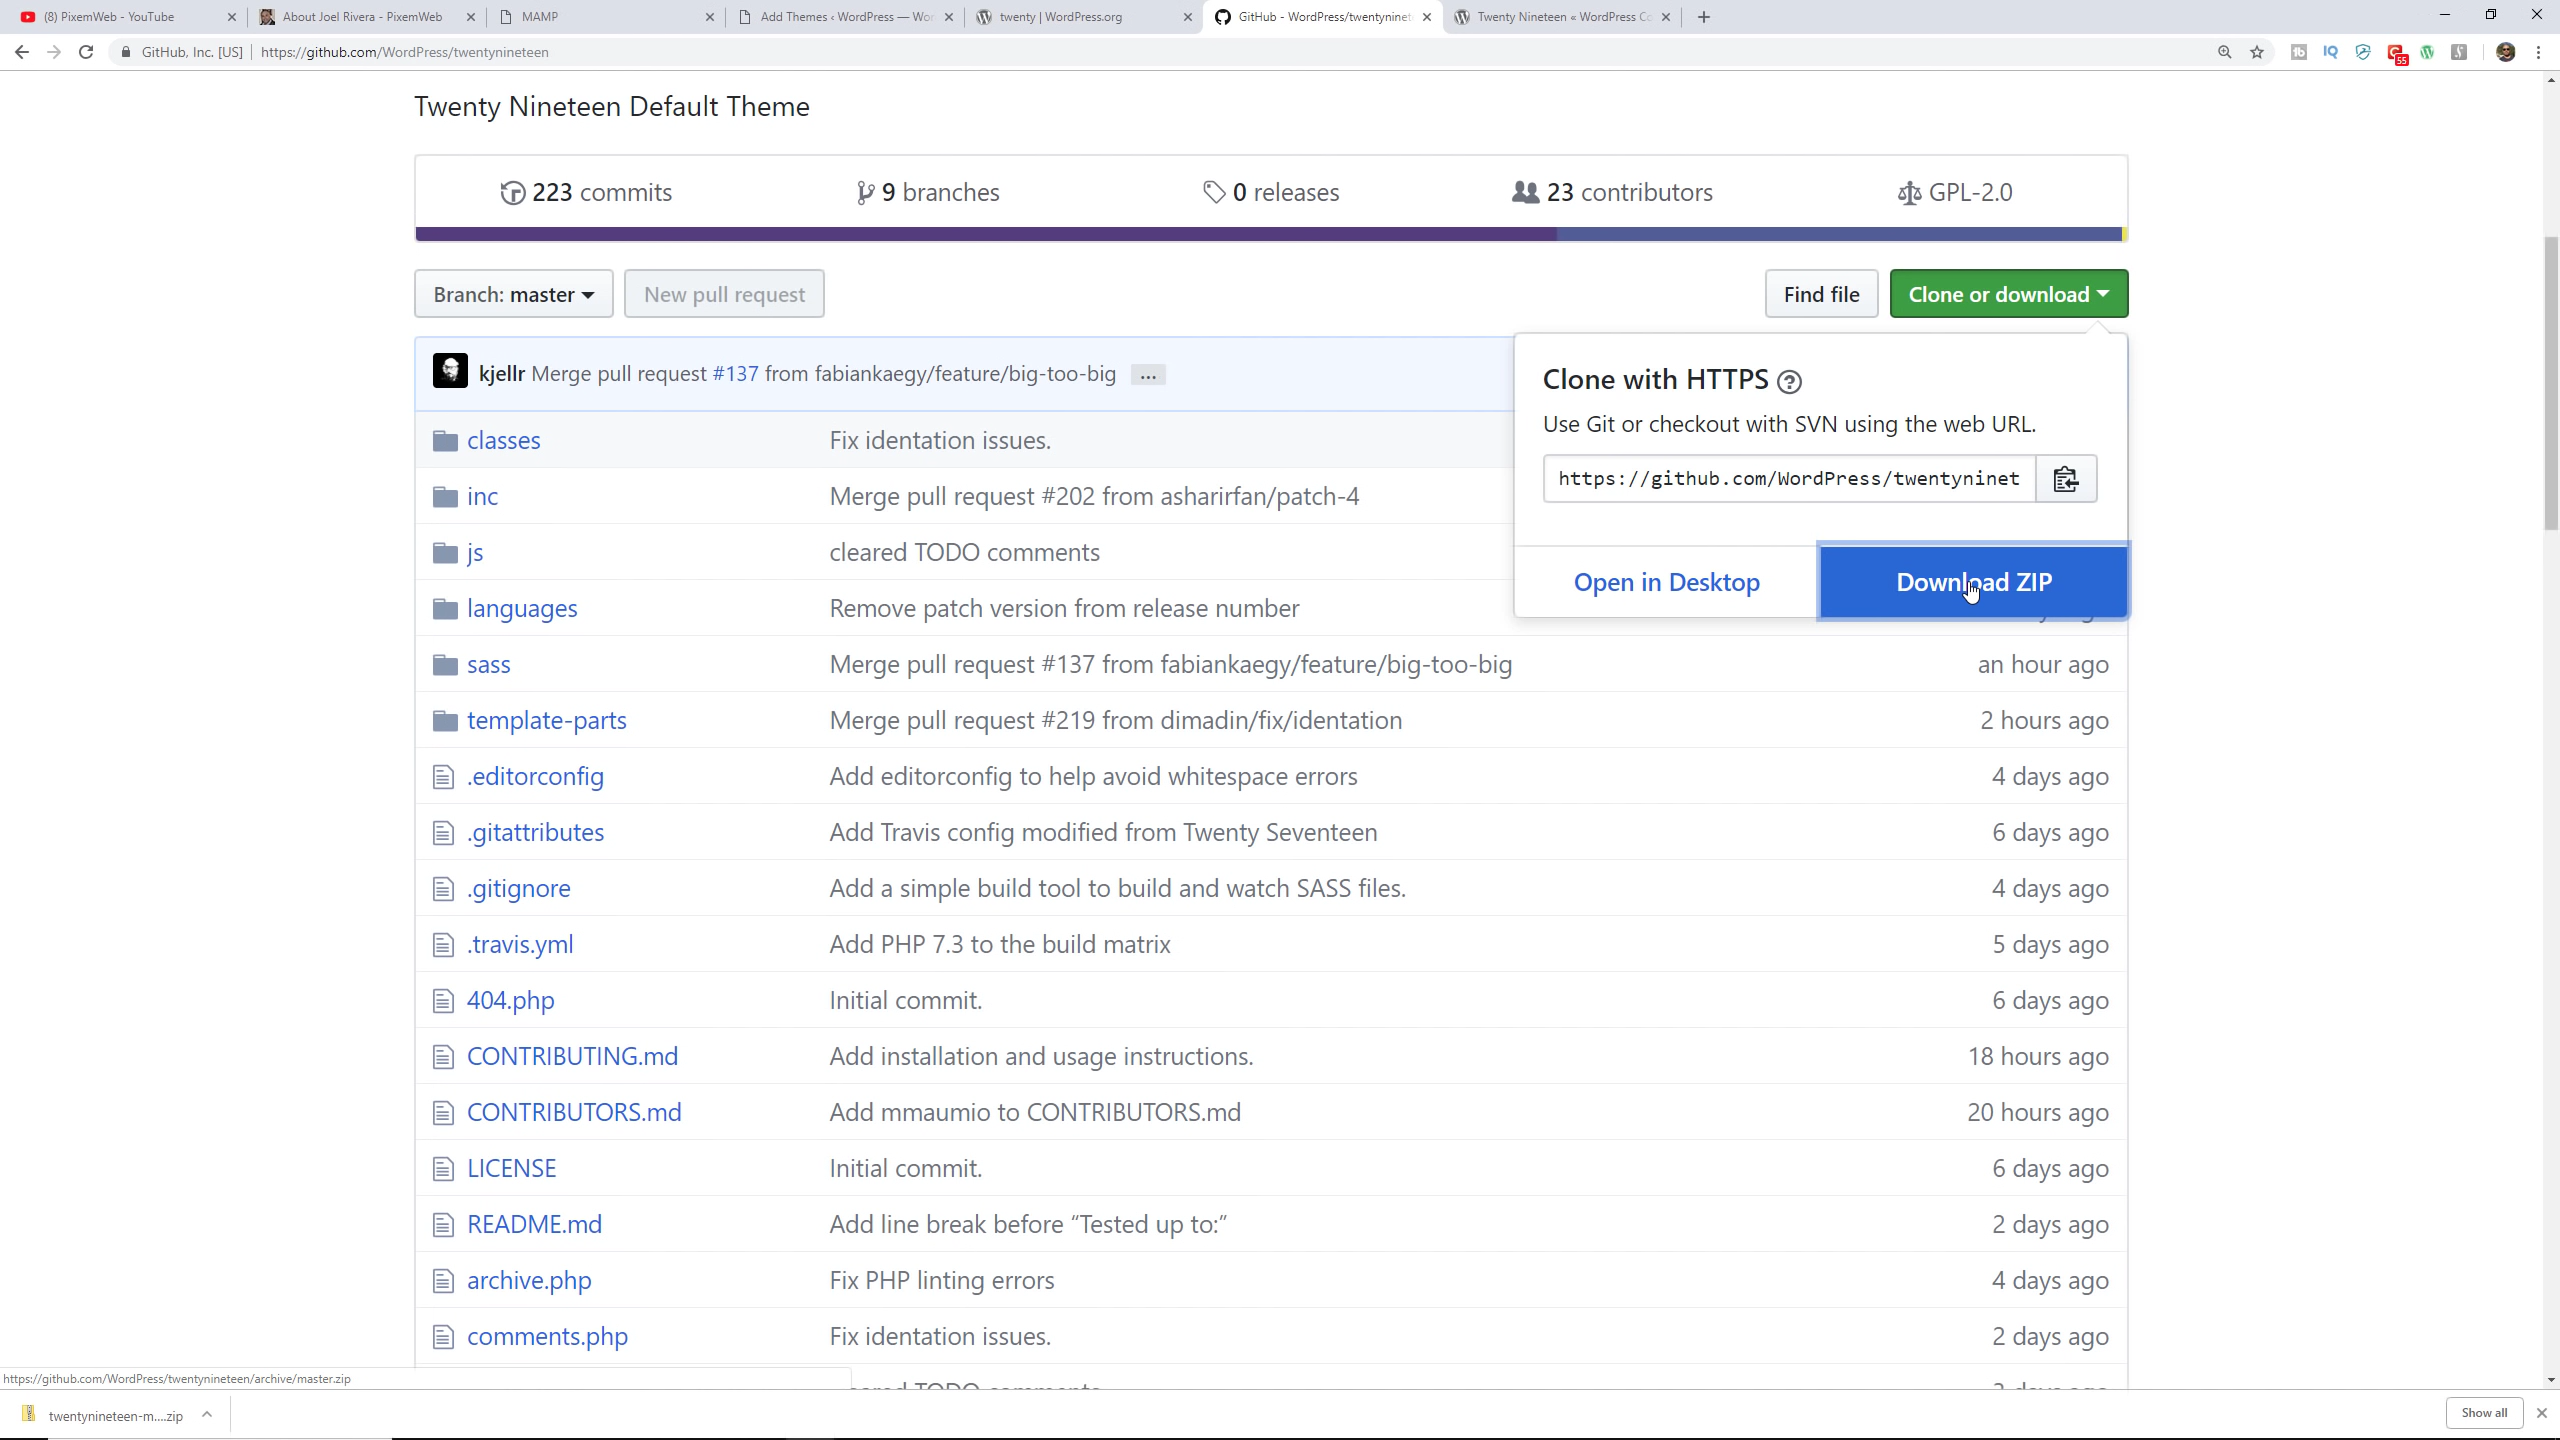 (8) PixemWeb - YouTube
About Joel Rivera - PixemWeb
MAMP
Add Themes ‹ WordPress — Wor
twenty | WordPress.org
GitHub - WordPress/twentyninet
Twenty Nineteen « WordPress Co
GitHub, Inc. [US] | https://github.com/WordPress/twentynineteen
55
Twenty Nineteen Default Theme
223 commits
9 branches
0 releases
23 contributors
GPL-2.0
Branch: master
New pull request
Find file
Clone or download
kjellr Merge pull request #137 from fabiankaegy/feature/big-too-big ...
Clone with HTTPS
Use Git or checkout with SVN using the web URL.
https://github.com/WordPress/twentyninet
Open in Desktop
Download ZIP
classes Fix identation issues.
inc Merge pull request #202 from asharirfan/patch-4
js cleared TODO comments
languages Remove patch version from release number
sass Merge pull request #137 from fabiankaegy/feature/big-too-big an hour ago
template-parts Merge pull request #219 from dimadin/fix/identation 2 hours ago
.editorconfig Add editorconfig to help avoid whitespace errors 4 days ago
.gitattributes Add Travis config modified from Twenty Seventeen 6 days ago
.gitignore Add a simple build tool to build and watch SASS files. 4 days ago
.travis.yml Add PHP 7.3 to the build matrix 5 days ago
404.php Initial commit. 6 days ago
CONTRIBUTING.md Add installation and usage instructions. 18 hours ago
CONTRIBUTORS.md Add mmaumio to CONTRIBUTORS.md 20 hours ago
LICENSE Initial commit. 6 days ago
README.md Add line break before “Tested up to:” 2 days ago
archive.php Fix PHP linting errors 4 days ago
comments.php Fix identation issues. 2 days ago
https://github.com/WordPress/twentynineteen/archive/master.zip
twentynineteen-m....zip
Show all